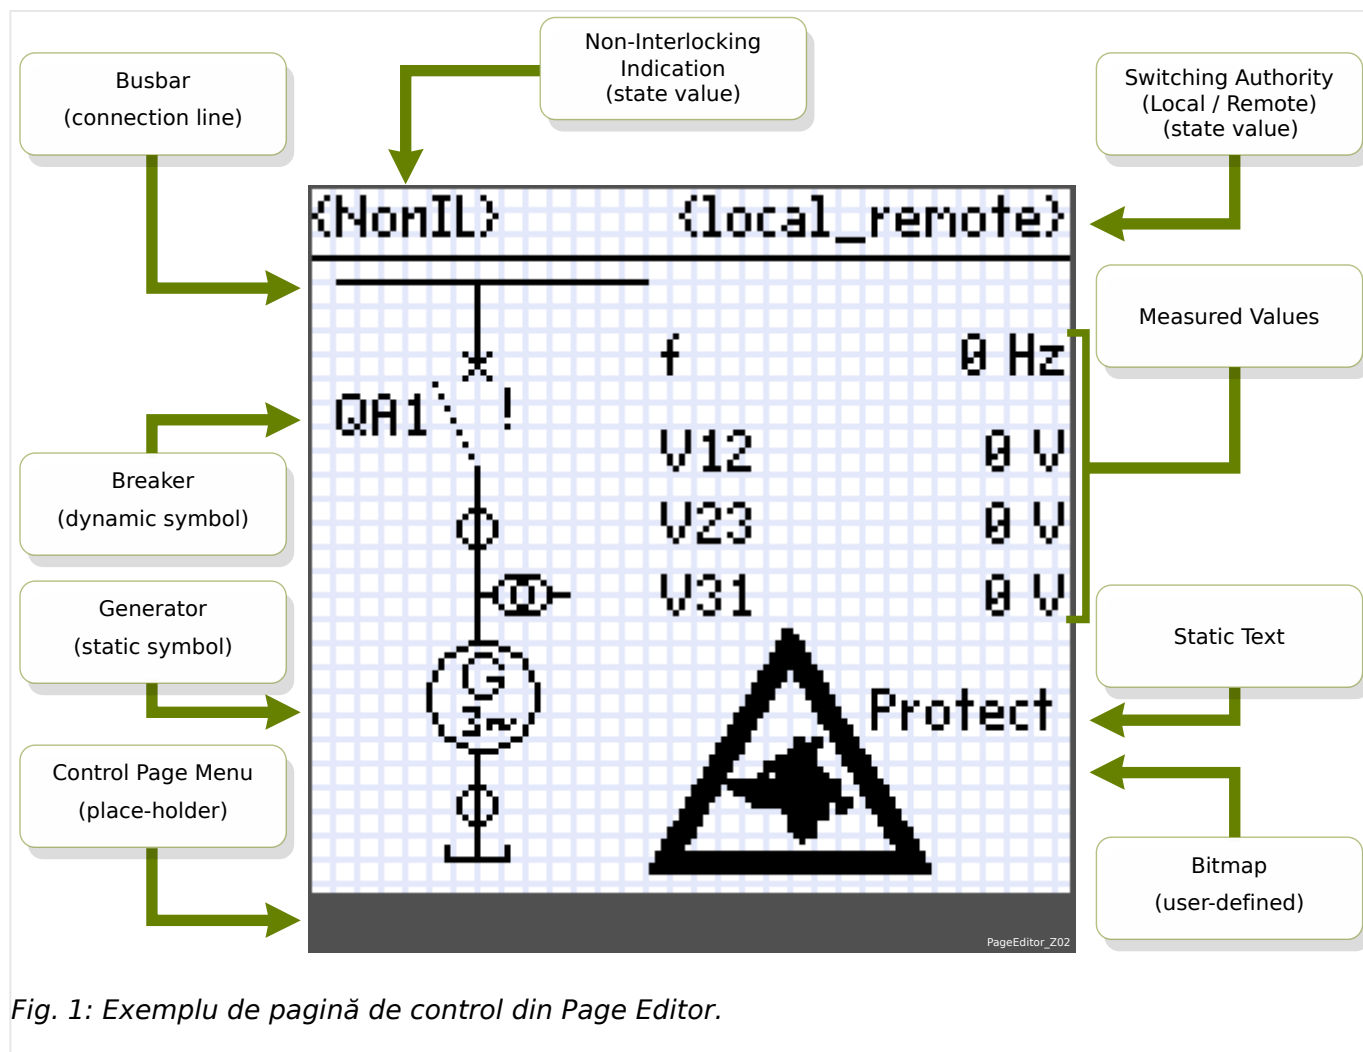 Non-Interlocking
Indication
(state value)
Busbar
(connection line)
Switching Authority
(Local / Remote)
(state value)
{NonIL}
{local_remote}
Measured Values
f
0 Hz
QA1
!
V12
0 V
Breaker
(dynamic symbol)
V23
0 V
V31
0 V
Generator
(static symbol)
Static Text
G
3~
Protect
Control Page Menu
(place-holder)
Bitmap
(user-defined)
PageEditor_Z02
Fig. 1: Exemplu de pagină de control din Page Editor.